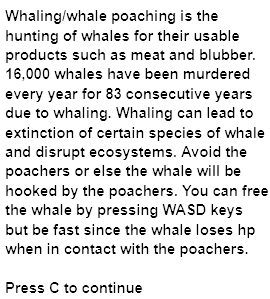 Whaling/whale poaching is the
hunting of whales for their usable
products such as meat and blubber.
16,000 whales have been murdered
every year for 83 consecutive years
due to whaling. Whaling can lead to
extinction of certain species of whale
and disrupt ecosystems. Avoid the
poachers or else the whale will be
hooked by the poachers. You can free
the whale by pressing WASD keys
but be fast since the whale loses hp
when in contact with the poachers.

Press C to continue